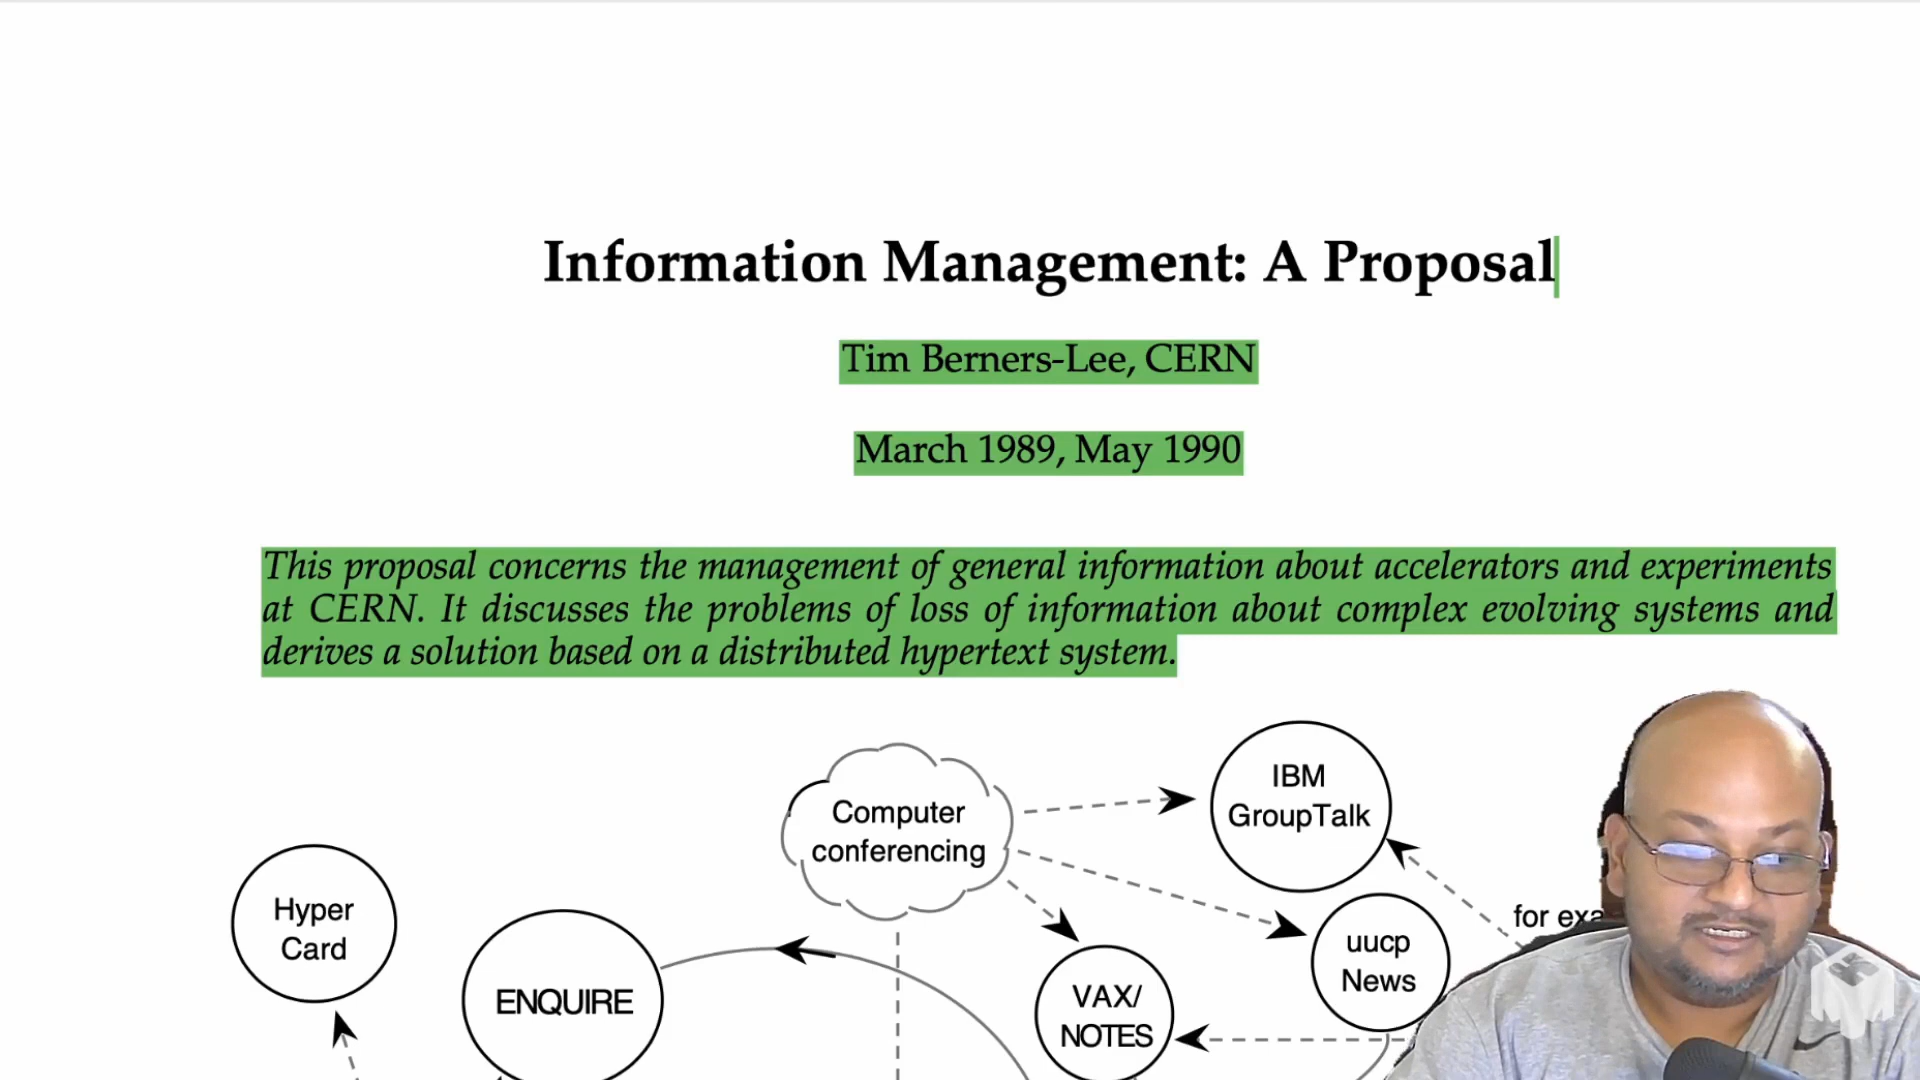 Information Management: A Proposal
Tim Berners-Lee, CERN
March 1989, May 1990
This proposal concerns the management of general information about accelerators and experiments
at CERN. It discusses the problems of loss of information about complex evolving systems and
derives a solution based on a distributed hypertext system.
Computer
conferencing
IBM
GroupTalk
Hyper
Card
for exa
uucp
News
ENQUIRE
VAX/
NOTES